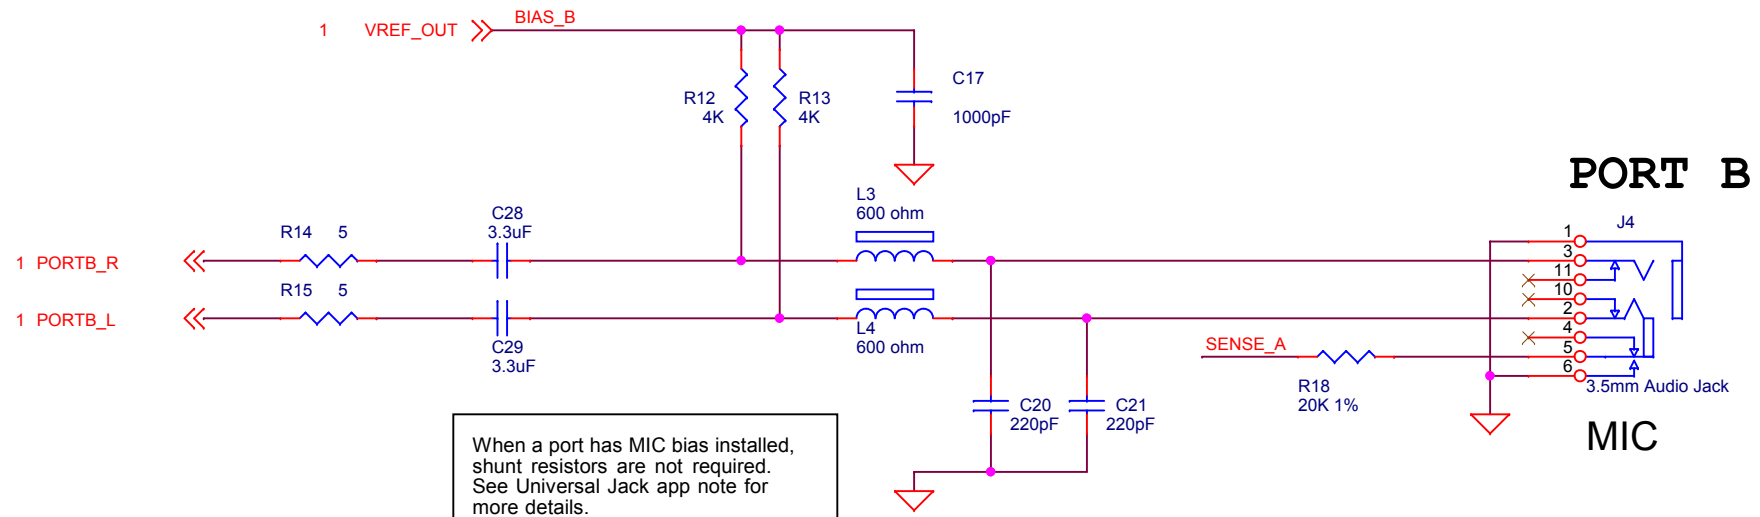 1 VREF_OUT BIAS_B
R12
4K
R13
4K
C17
1000pF
PORT B
L3
600 ohm
J4
C28
3.3uF
R14 5
1 PORTB_R
R15 5
1 PORTB_L
C29
3.3uF
L4
600 ohm
1
3
11
10
2
4
5
6
SENSE_A
R18
20K 1%
3.5mm Audio Jack
MIC
C20
220pF
C21
220pF
When a port has MIC bias installed,
shunt resistors are not required.
See Universal Jack app note for
more details.